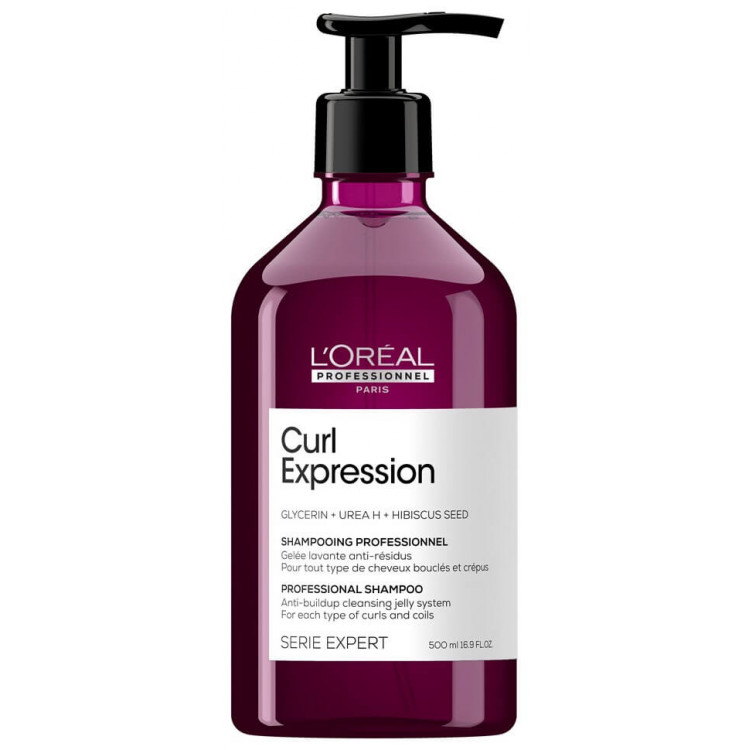 L'ORÉAL
PROFESSIONNEL
PARIS
Curl
Expression
GLYCERIN + UREA H + HIBISCUS SEED
SHAMPOOING PROFESSIONNEL
Gelée lavante anti-résidus
Pour tout type de cheveux bouclés et crépus
PROFESSIONAL SHAMPOO
Anti-buildup cleansing jelly system
For each type of curls and coils
SERIE EXPERT 500 ml 16.9 FL.OZ.